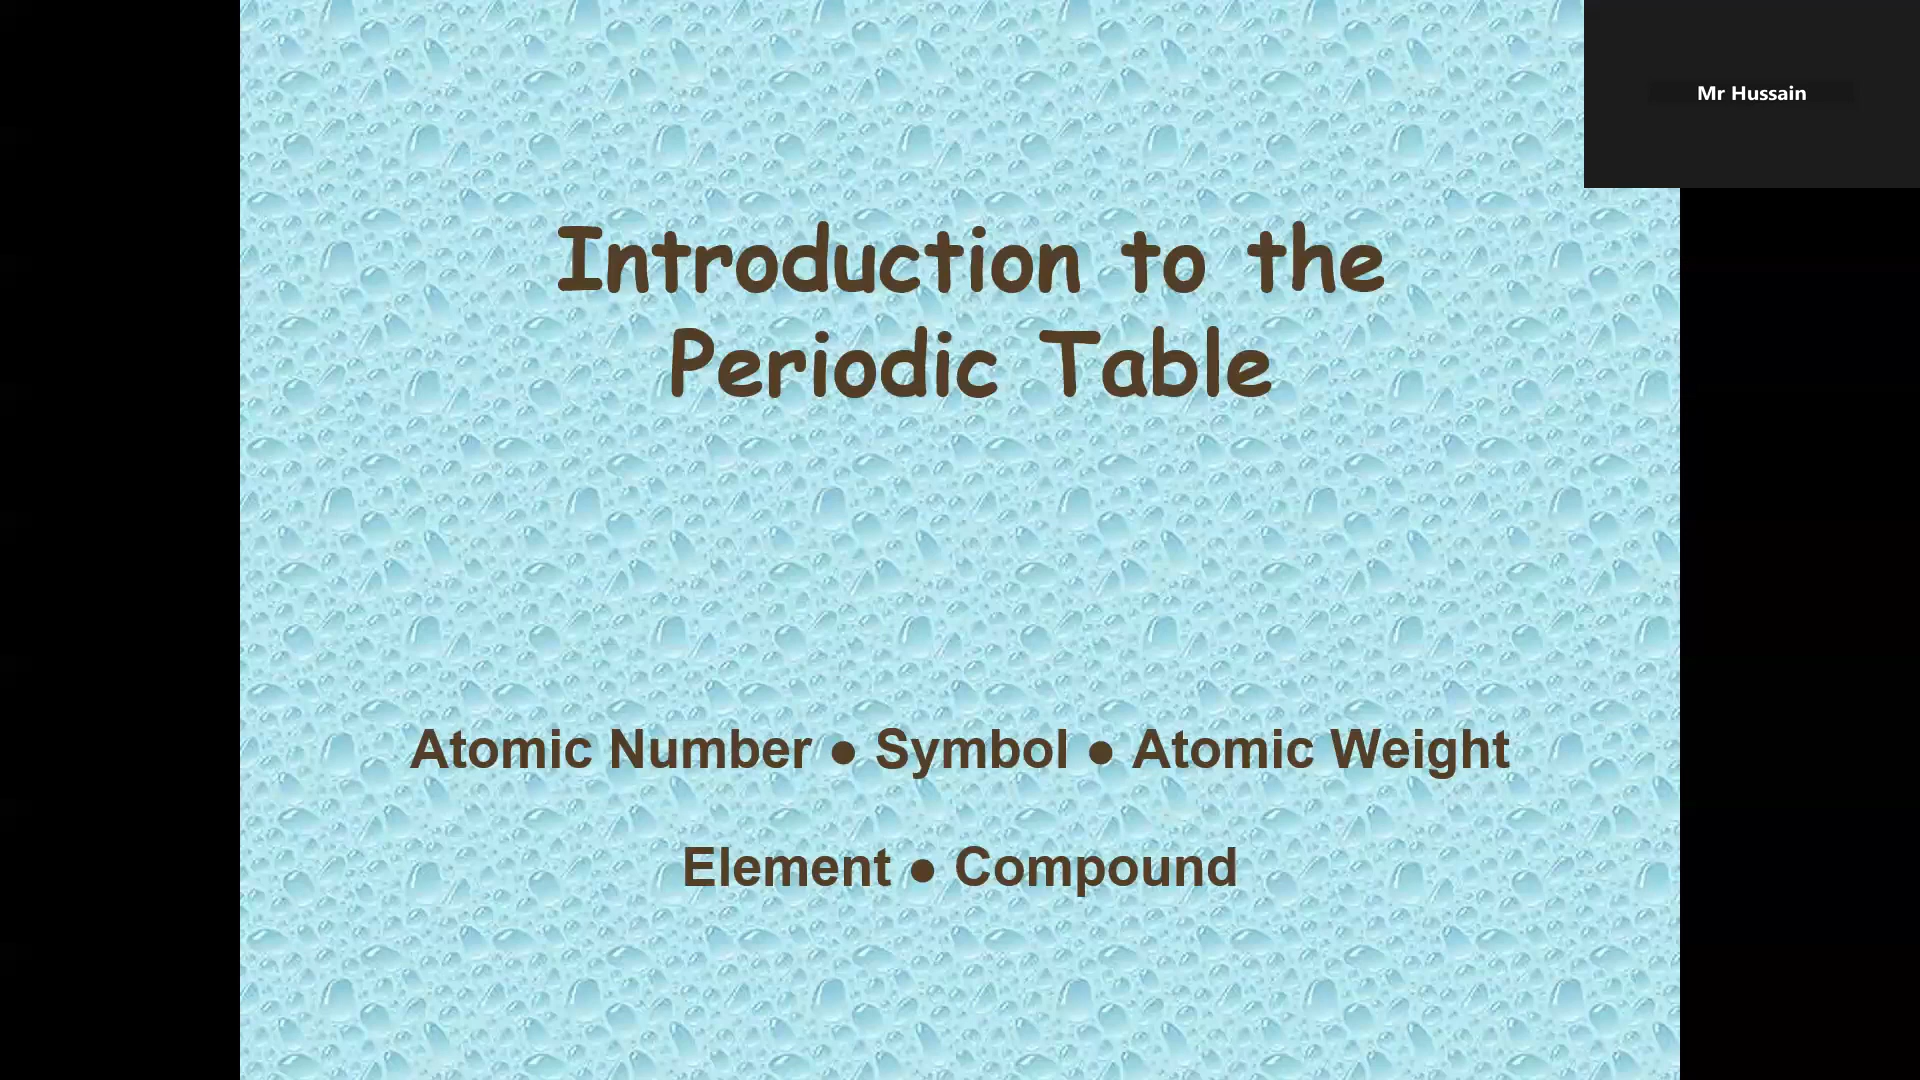 Mr Hussain
Introduction to the
Periodic Table
Atomic Number ● Symbol ● Atomic Weight
Element ● Compound